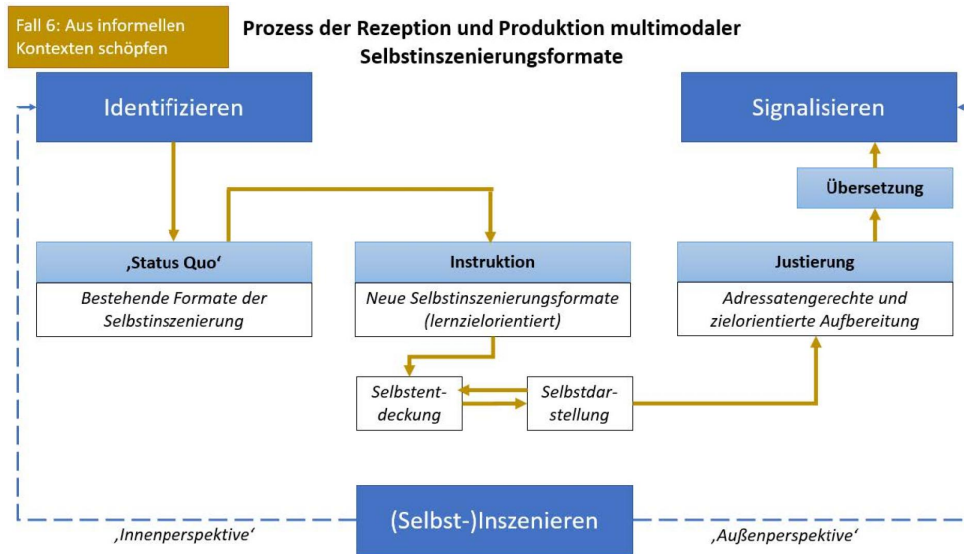 Fall 6: Aus informellen
Kontexten schöpfen
Prozess der Rezeption und Produktion multimodaler
Selbstinszenierungsformate
Identifizieren
Signalisieren
Übersetzung
‚Status Quo‘
Bestehende Formate der
Selbstinszenierung
Instruktion
Neue Selbstinszenierungsformate
(lernzielorientiert)
Justierung
Adressatengerechte und
zielorientierte Aufbereitung
Selbstent-
deckung
Selbstdar-
stellung
(Selbst-)Inszenieren
‚Innenperspektive‘
‚Außenperspektive‘